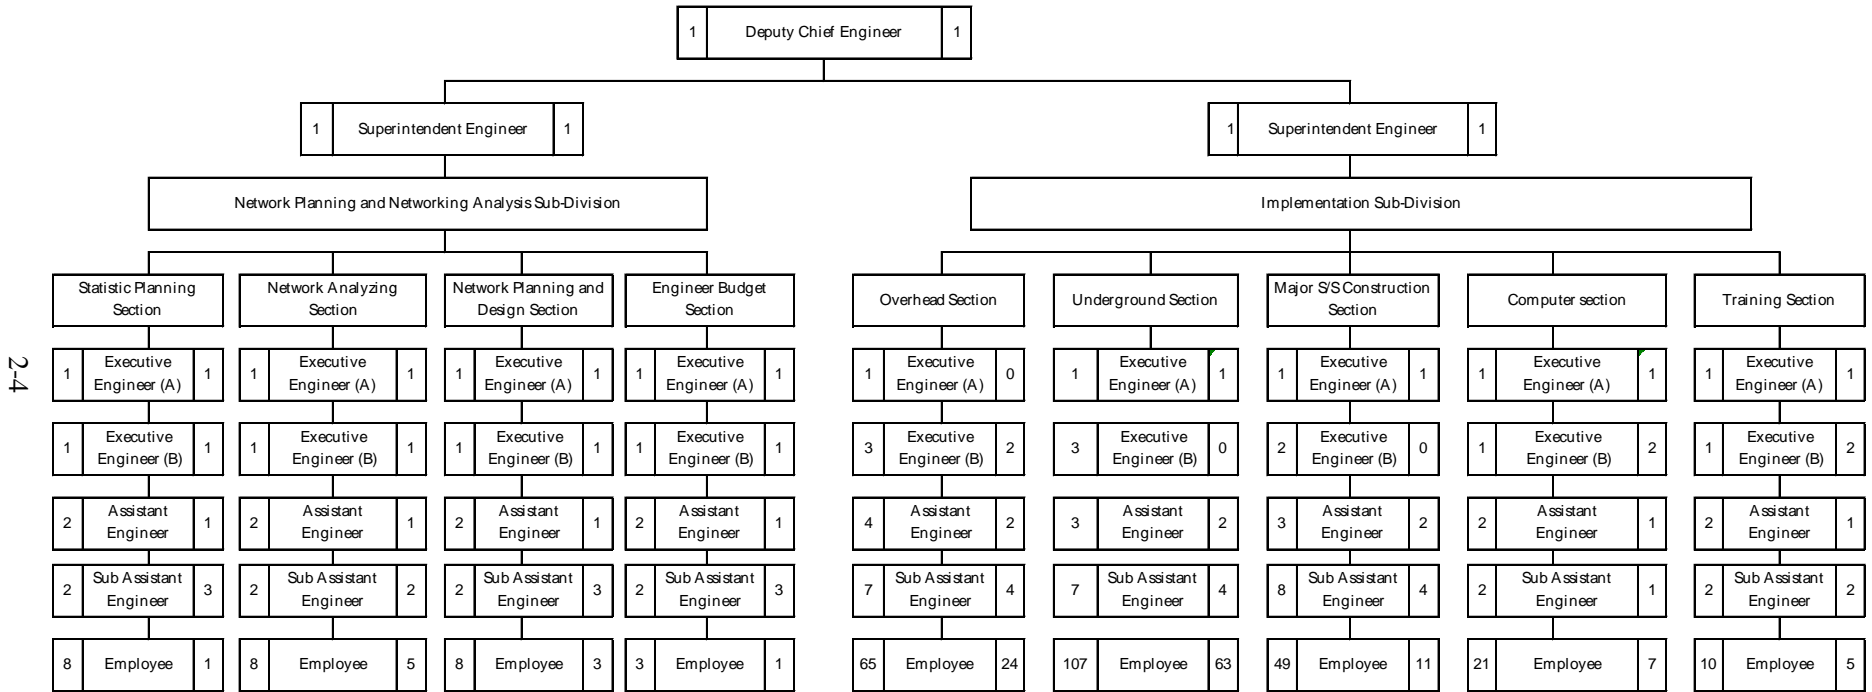 1 Deputy Chief Engineer 1
1 Superintendent Engineer 1
1 Superintendent Engineer 1
Network Planning and Networking Analysis Sub-Division
Implementation Sub-Division
Statistic Planning
Section
Network Analyzing
Section
Network Planning and
Design Section
Engineer Budget
Section
Overhead Section
Underground Section
Major S/S Construction
Section
Computer section
Training Section
1 Executive
Engineer (A) 1
1 Executive
Engineer (A) 1
1 Executive
Engineer (A) 1
1 Executive
Engineer (A) 1
1 Executive
Engineer (A) 0
1 Executive
Engineer (A) 1
1 Executive
Engineer (A) 1
1 Executive
Engineer (A) 1
1 Executive
Engineer (A) 1
1 Executive
Engineer (B) 1
1 Executive
Engineer (B) 1
1 Executive
Engineer (B) 1
1 Executive
Engineer (B) 1
3 Executive
Engineer (B) 2
3 Executive
Engineer (B) 0
2 Executive
Engineer (B) 0
1 Executive
Engineer (B) 2
1 Executive
Engineer (B) 2
2 Assistant
Engineer 1
2 Assistant
Engineer 1
2 Assistant
Engineer 1
2 Assistant
Engineer 1
4 Assistant
Engineer 2
3 Assistant
Engineer 2
3 Assistant
Engineer 2
2 Assistant
Engineer 1
2 Assistant
Engineer 1
2 Sub Assistant
Engineer 3
2 Sub Assistant
Engineer 2
2 Sub Assistant
Engineer 3
2 Sub Assistant
Engineer 3
7 Sub Assistant
Engineer 4
7 Sub Assistant
Engineer 4
8 Sub Assistant
Engineer 4
2 Sub Assistant
Engineer 1
2 Sub Assistant
Engineer 2
8 Employee 1
8 Employee 5
8 Employee 3
3 Employee 1
65 Employee 24
107 Employee 63
49 Employee 11
21 Employee 7
10 Employee 5
2-4